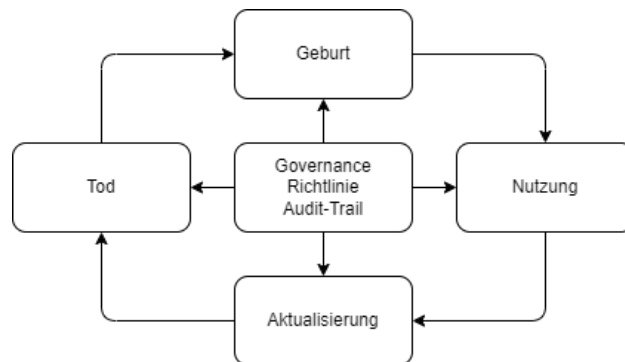 Geburt
Tod
Governance
Richtlinie
Audit-Trail
Nutzung
Aktualisierung